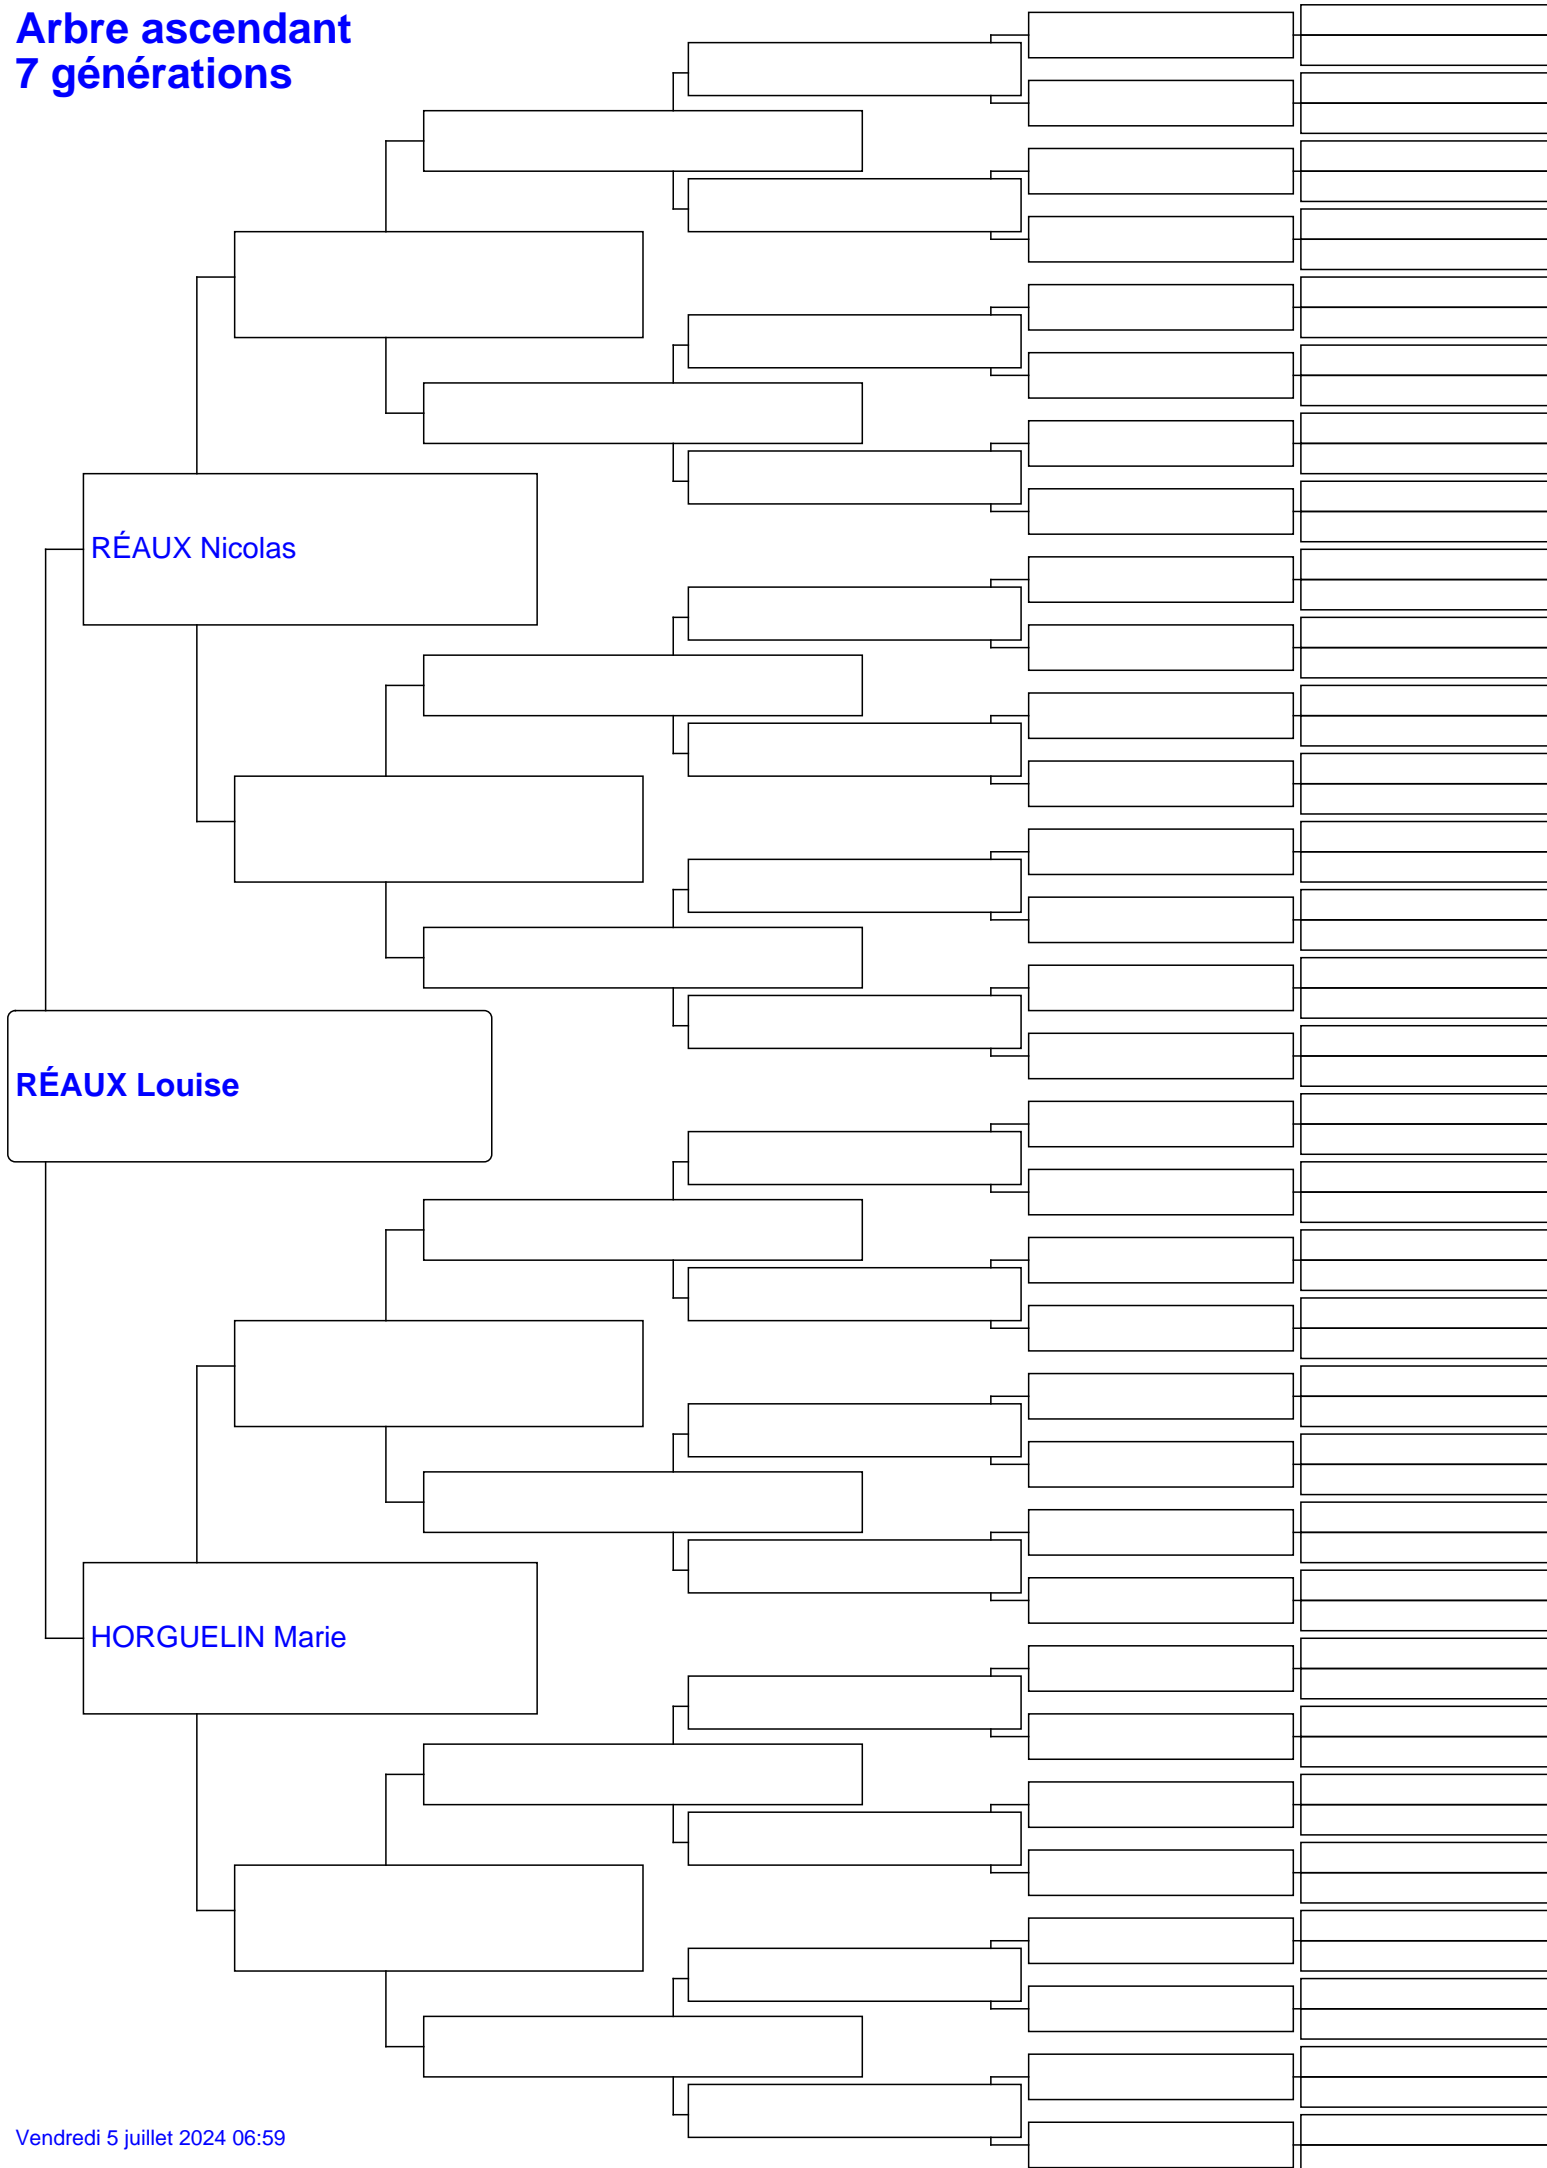 Arbre ascendant
7 générations
RÉAUX Nicolas
RÉAUX Louise
HORGUELIN Marie
Vendredi 5 juillet 2024 06:59